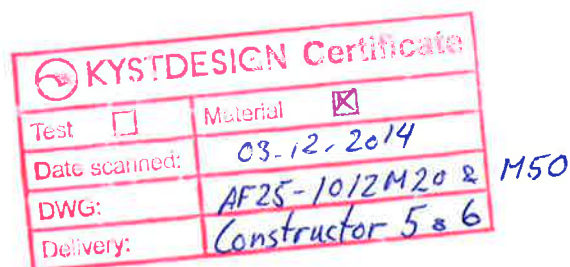 KYSTDESIGN Certificate
Test Material
Date scanned: 03-12-2014
DWG: AF25-1012M20 & M50
Delivery: Constructor 5 & 6